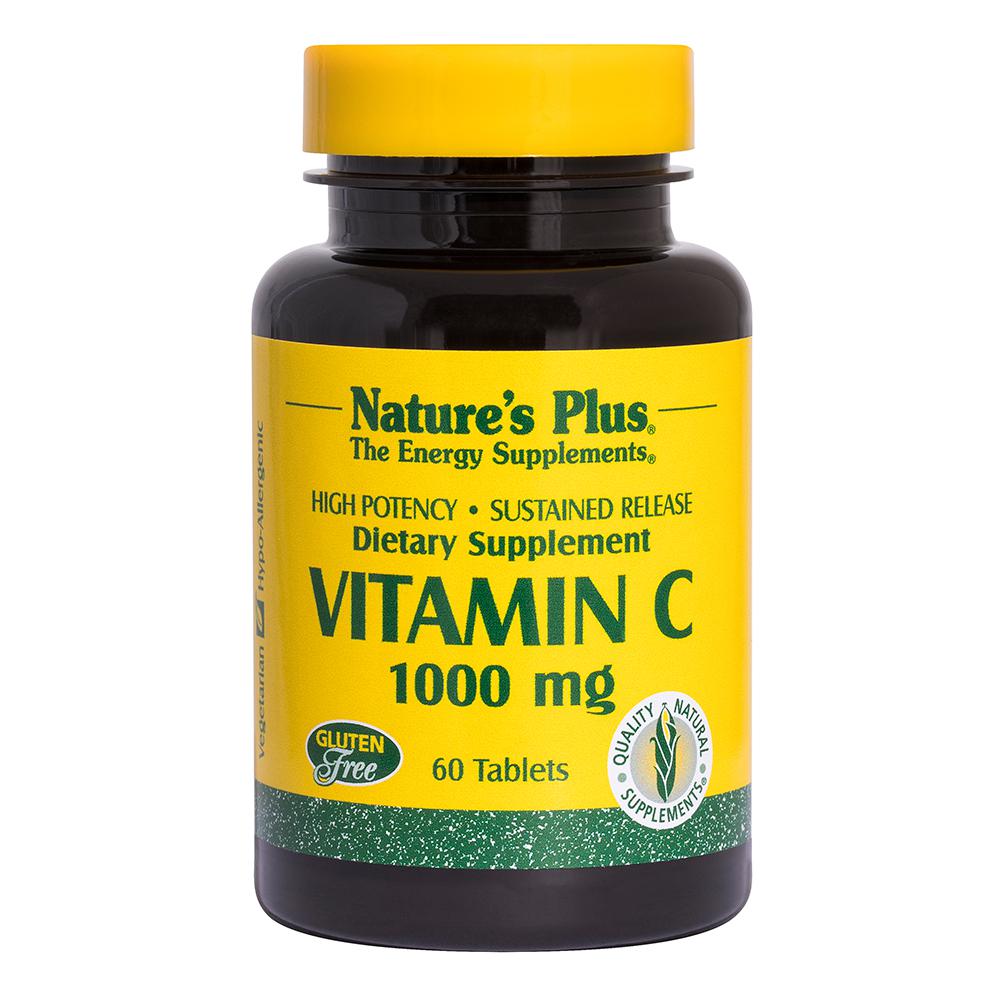 Nature's Plus®
The Energy Supplements®
HIGH POTENCY • SUSTAINED RELEASE
Dietary Supplement
VITAMIN C
1000 mg
GLUTEN
Free
60 Tablets
QUALITY NATURAL
SUPPLEMENTS®
Vegetarian Hypo-Allergenic